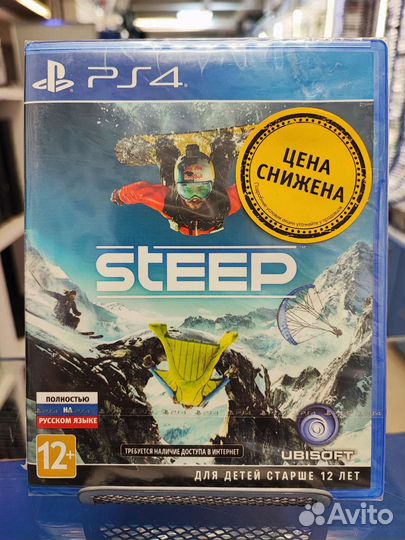 PS4
ЦЕНА
СНИЖЕНА
STEEP
ПОЛНОСТЬЮ
НА
РУССКОМ ЯЗЫКЕ
12+
ТРЕБУЕТСЯ НАЛИЧИЕ ДОСТУПА В ИНТЕРНЕТ
UBISOFT
ДЛЯ ДЕТЕЙ СТАРШЕ 12 ЛЕТ
Avito